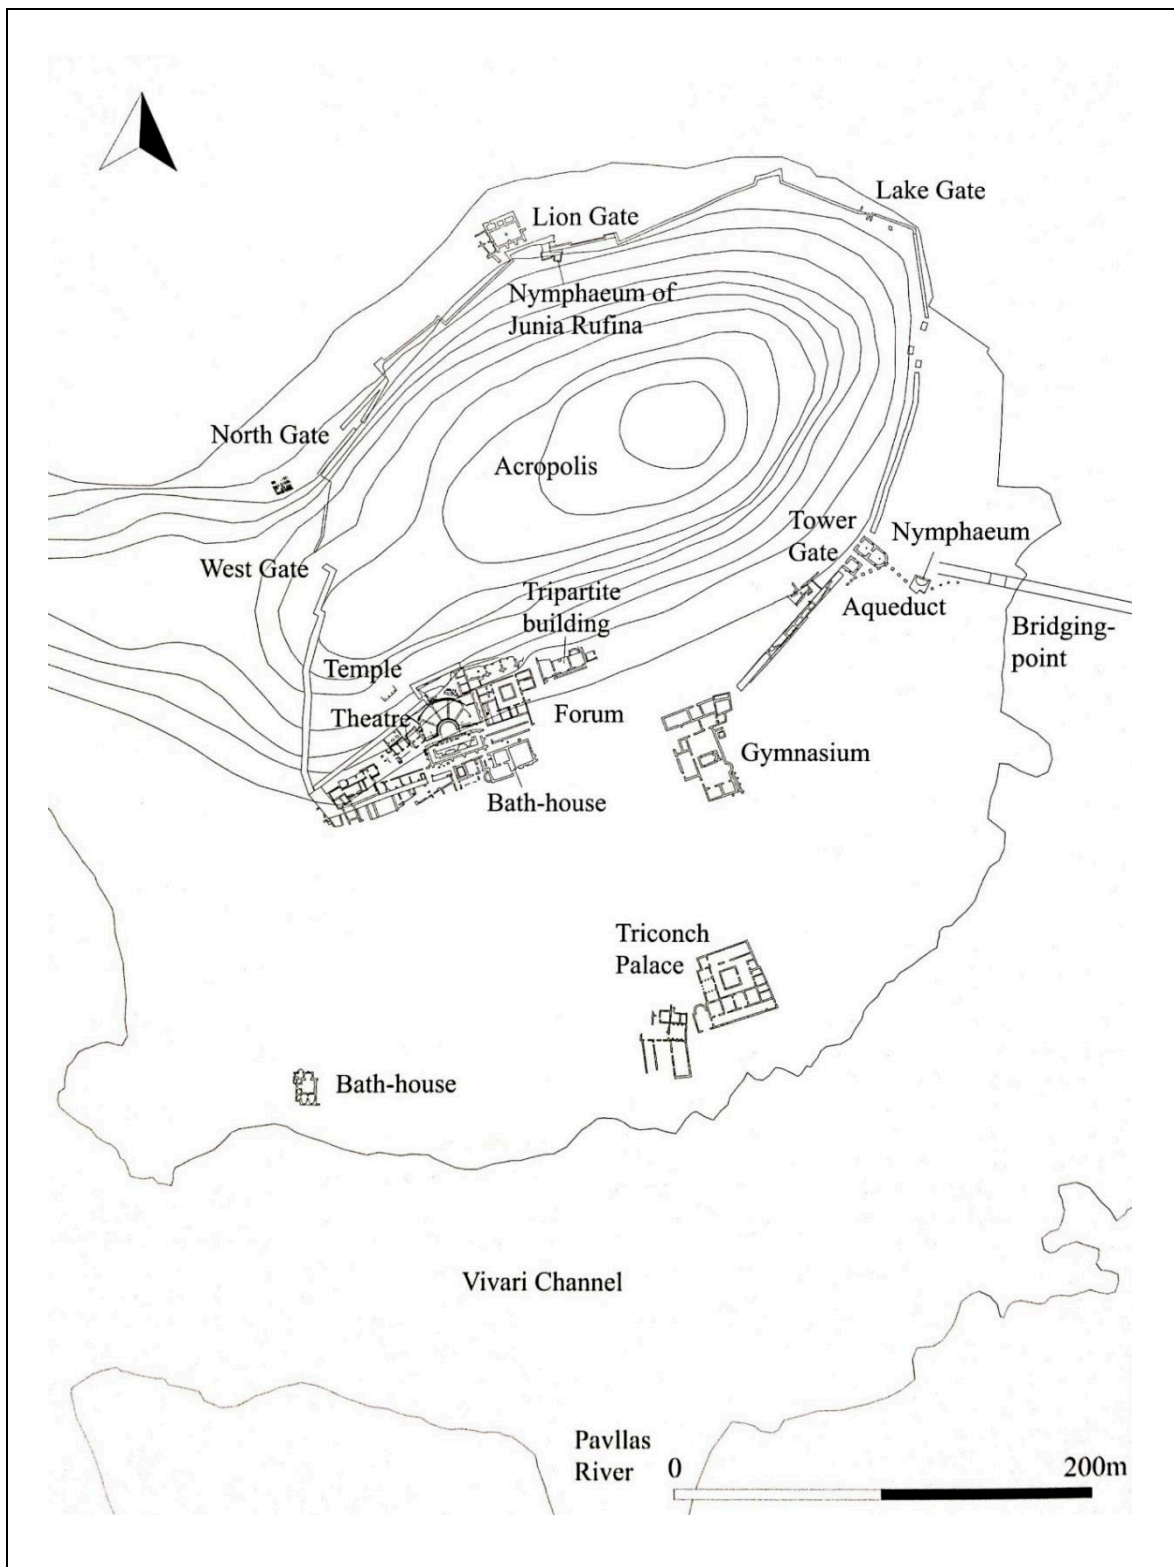 Lake Gate
Lion Gate
Nymphaeum of
Junia Rufina
North Gate
Acropolis
Tower
Gate
Nymphaeum
West Gate
Tripartite
building
Aqueduct
Bridging-
point
Temple
Theatre
Forum
Gymnasium
Bath-house
Triconch
Palace
Bath-house
Vivari Channel
Pavllas
River
0
200m